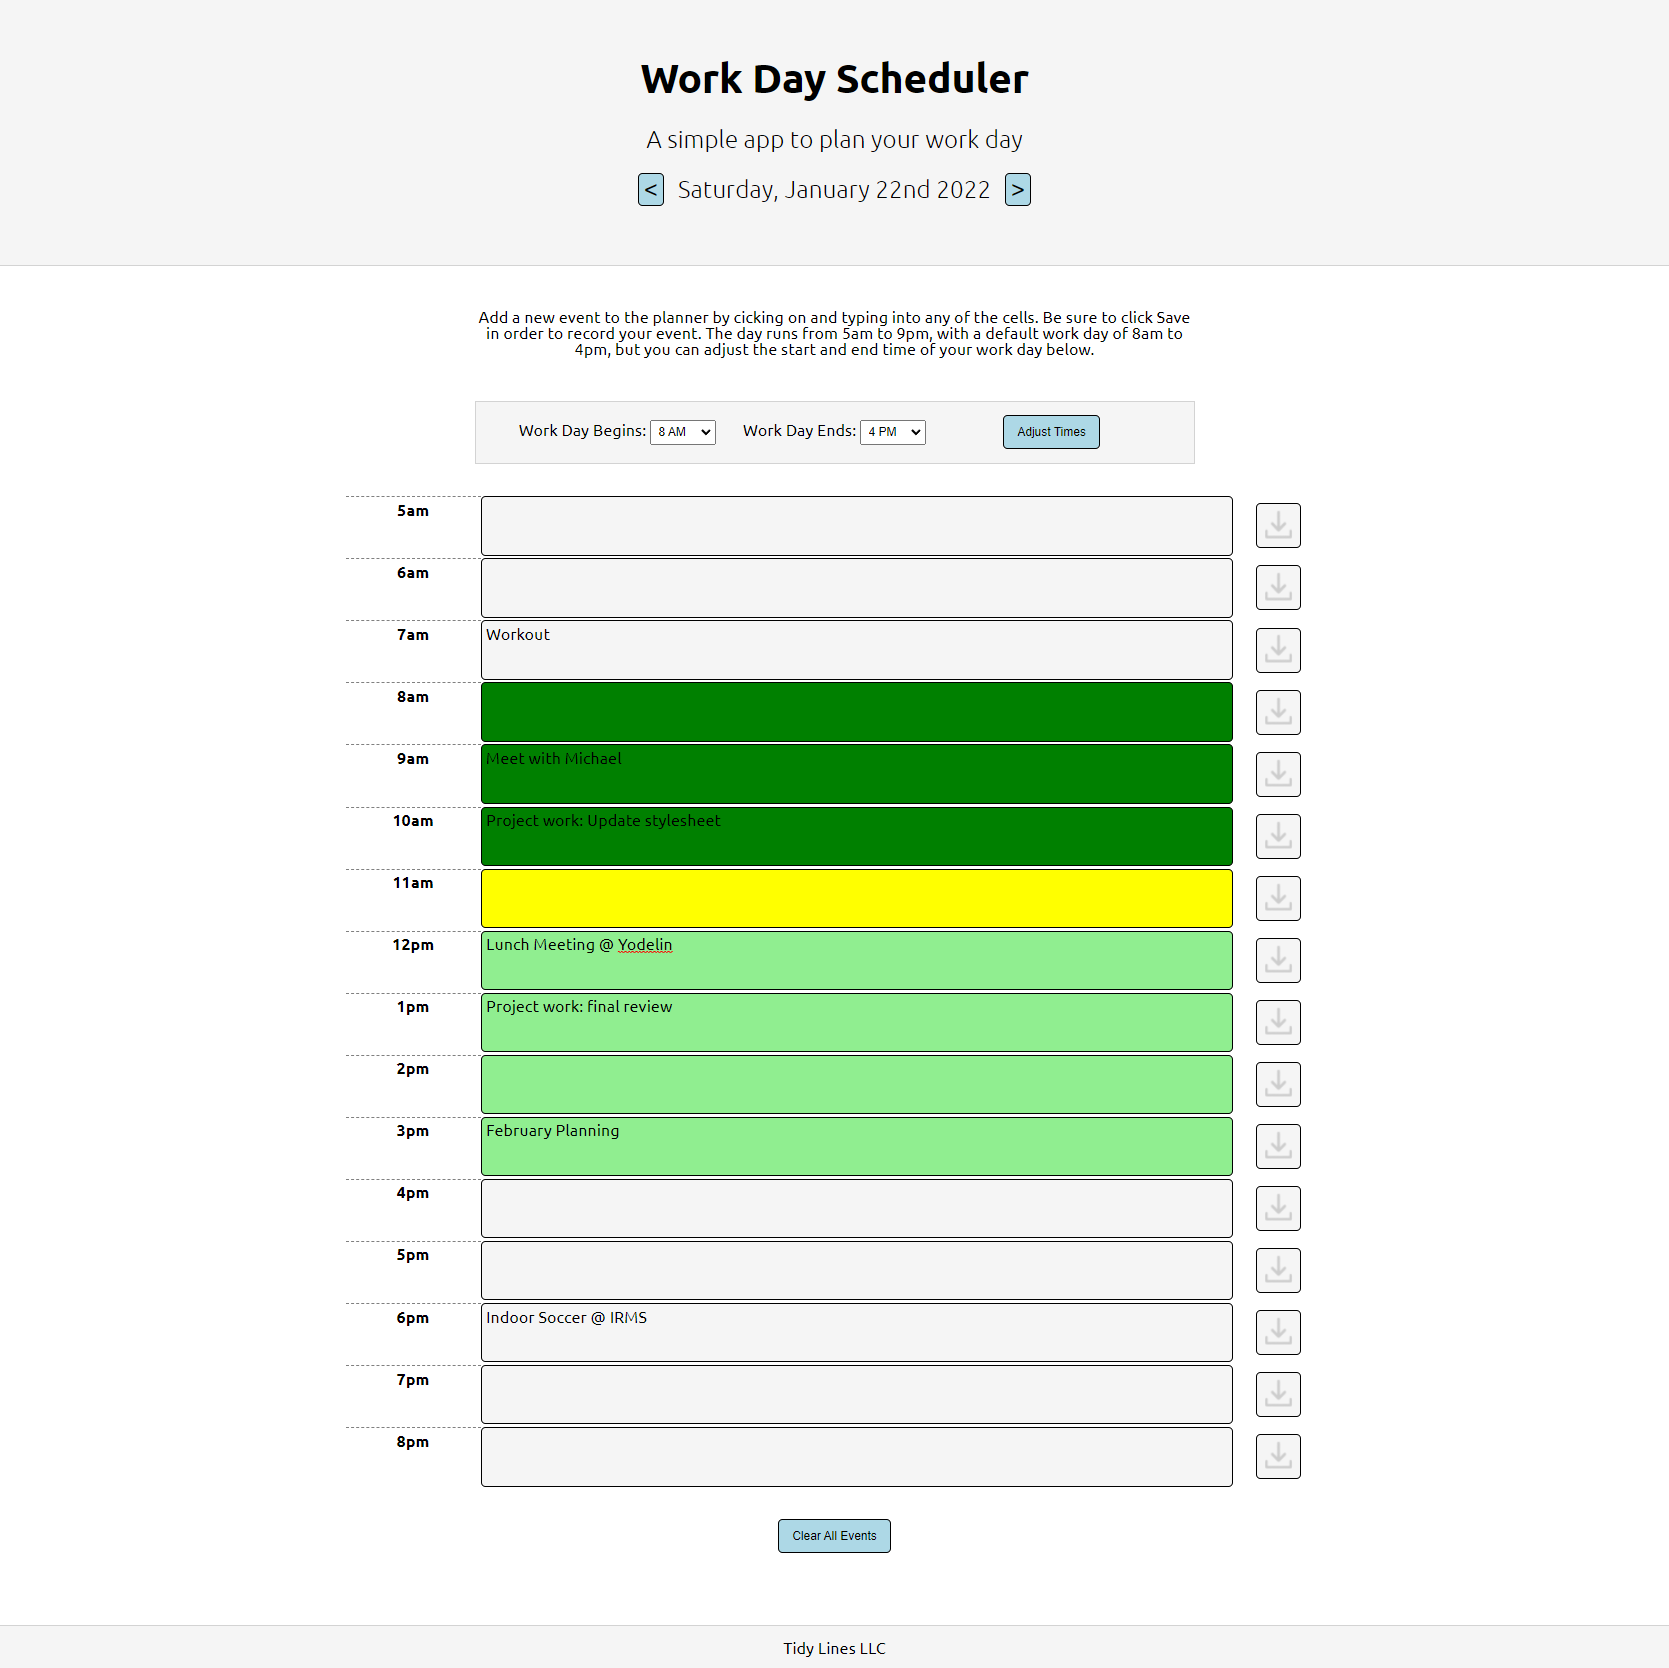 Work Day Scheduler
A simple app to plan your work day
< Saturday, January 22nd 2022 >
Add a new event to the planner by cicking on and typing into any of the cells. Be sure to click Save
in order to record your event. The day runs from 5am to 9pm, with a default work day of 8am to
4pm, but you can adjust the start and end time of your work day below.
Work Day Begins: 8 AM Work Day Ends: 4 PM Adjust Times
5am
6am
7am Workout
8am
9am Meet with Michael
10am Project work: Update stylesheet
11am
12pm Lunch Meeting @ Yodelin
1pm Project work: final review
2pm
3pm February Planning
4pm
5pm
6pm Indoor Soccer @ IRMS
7pm
8pm
Clear All Events
Tidy Lines LLC